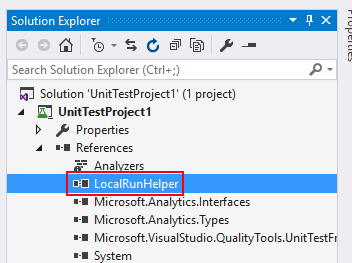 Solution Explorer
Search Solution Explorer (Ctrl+;)
Solution 'UnitTestProject1' (1 project)
UnitTestProject1
Properties
References
Analyzers
LocalRunHelper
Microsoft.Analytics.Interfaces
Microsoft.Analytics.Types
Microsoft.VisualStudio.QualityTools.UnitTestFr
System
Properties